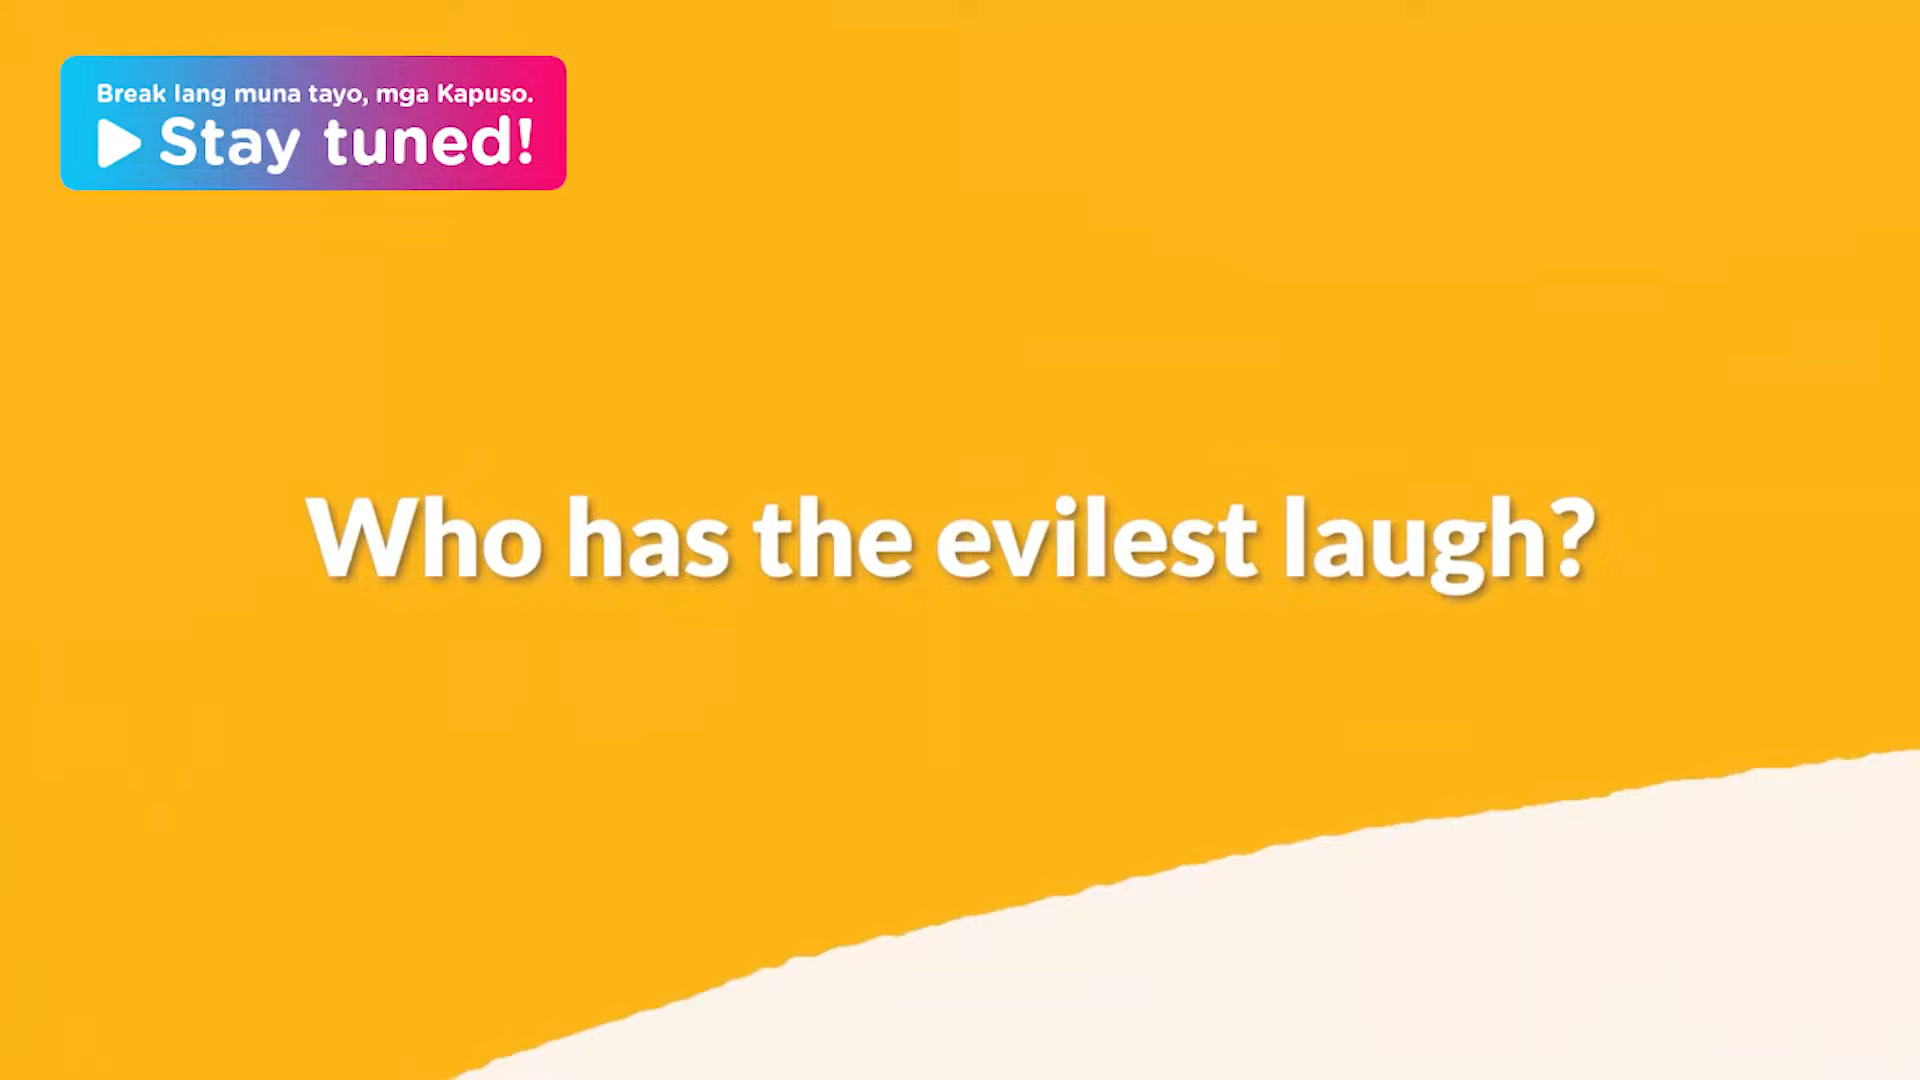 Break lang muna tayo, mga Kapuso.
Stay tuned!
Who has the evilest laugh?